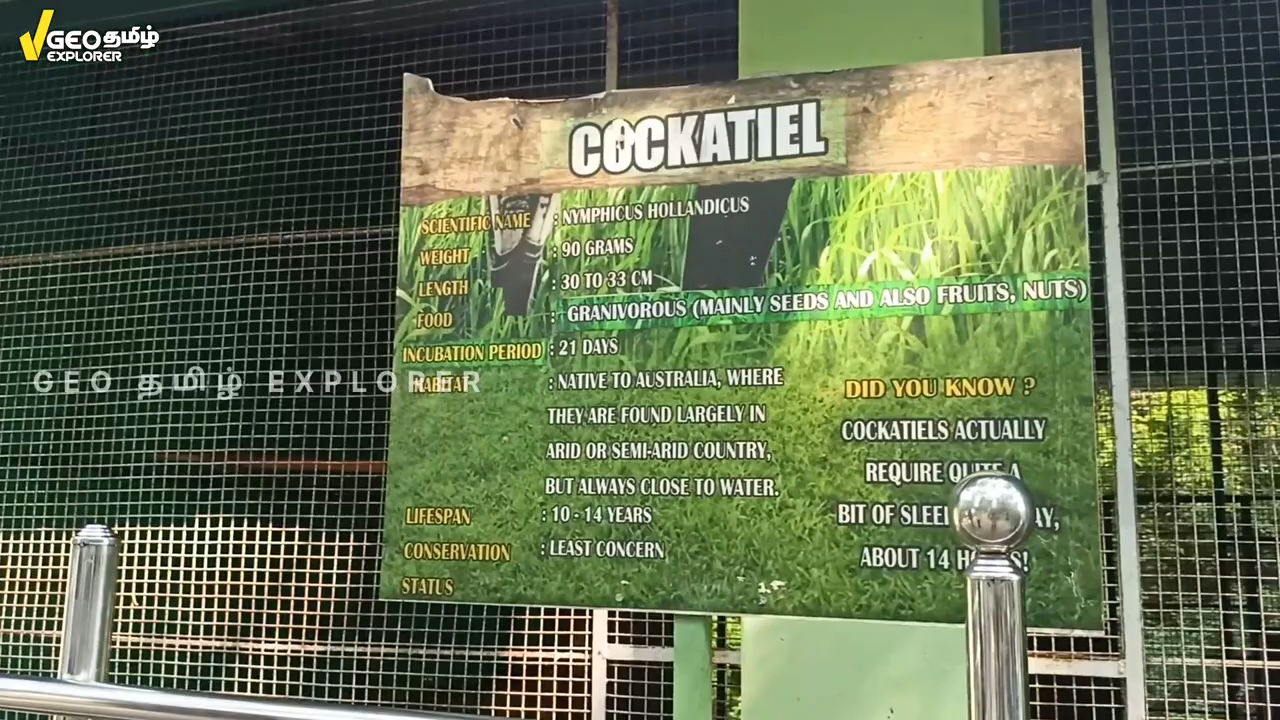 GEO தமிழ்
EXPLORER
COCKATIEL
SCIENTIFIC NAME : NYMPHICUS HOLLANDICUS
WEIGHT : 90 GRAMS
LENGTH : 30 TO 33 CM
FOOD : GRANIVOROUS (MAINLY SEEDS AND ALSO FRUITS, NUTS)
INCUBATION PERIOD : 21 DAYS
HABITAT : NATIVE TO AUSTRALIA, WHERE
THEY ARE FOUND LARGELY IN
ARID OR SEMI-ARID COUNTRY,
BUT ALWAYS CLOSE TO WATER.
LIFESPAN : 10 - 14 YEARS
CONSERVATION : LEAST CONCERN
STATUS
DID YOU KNOW ?
COCKATIELS ACTUALLY
REQUIRE QUITE A
BIT OF
ABOUT 14
GEO தமிழ் EXPLORER